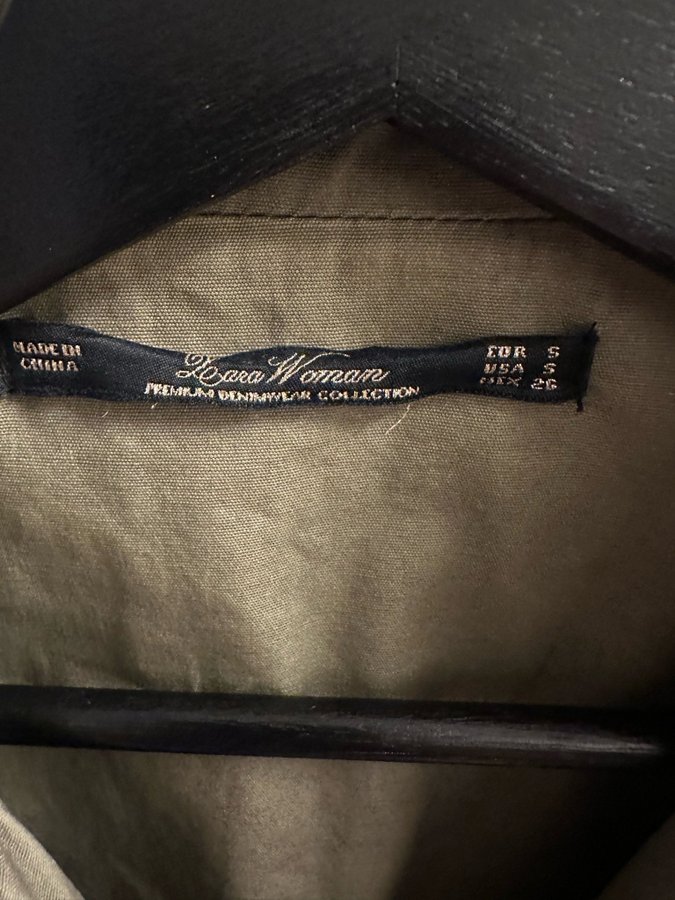 MADE IN
CHINA
Zara Woman
PREMIUM DENIMWEAR COLLECTION
EUR S
USA S
MEX 26